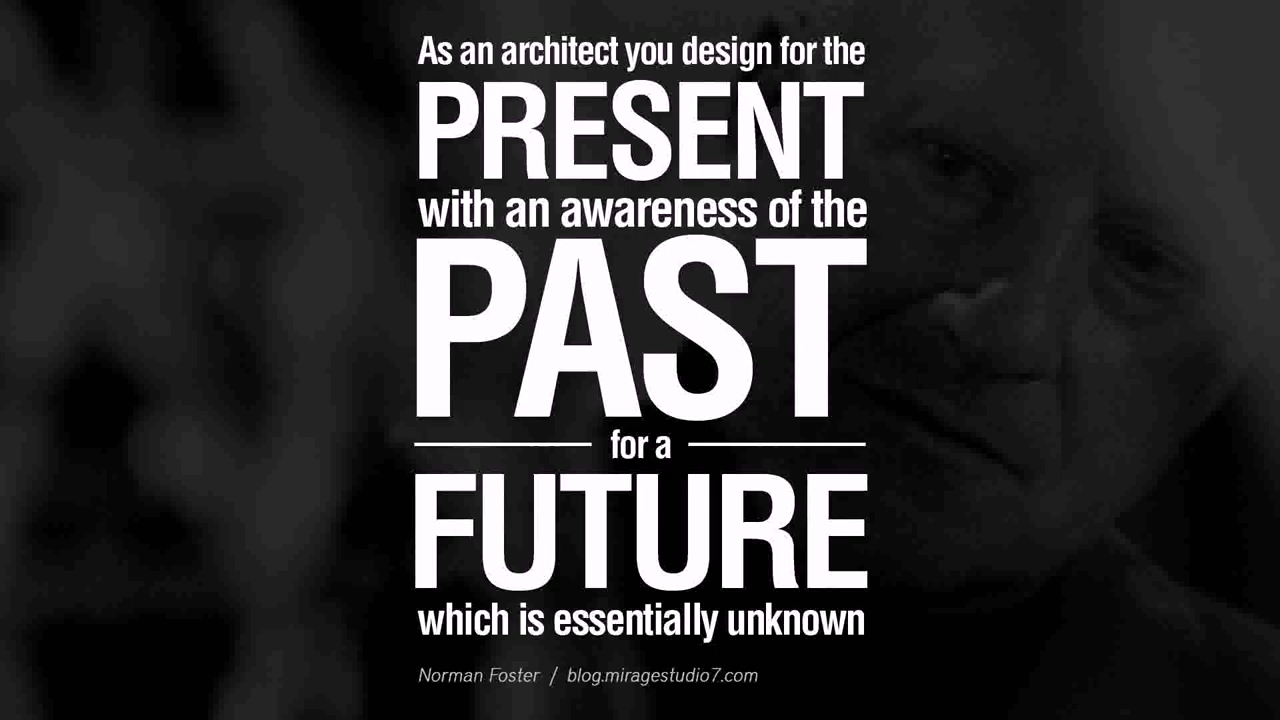 As an architect you design for the
PRESENT
with an awareness of the
PAST
for a
FUTURE
which is essentially unknown
Norman Foster / blog.miragestudio7.com